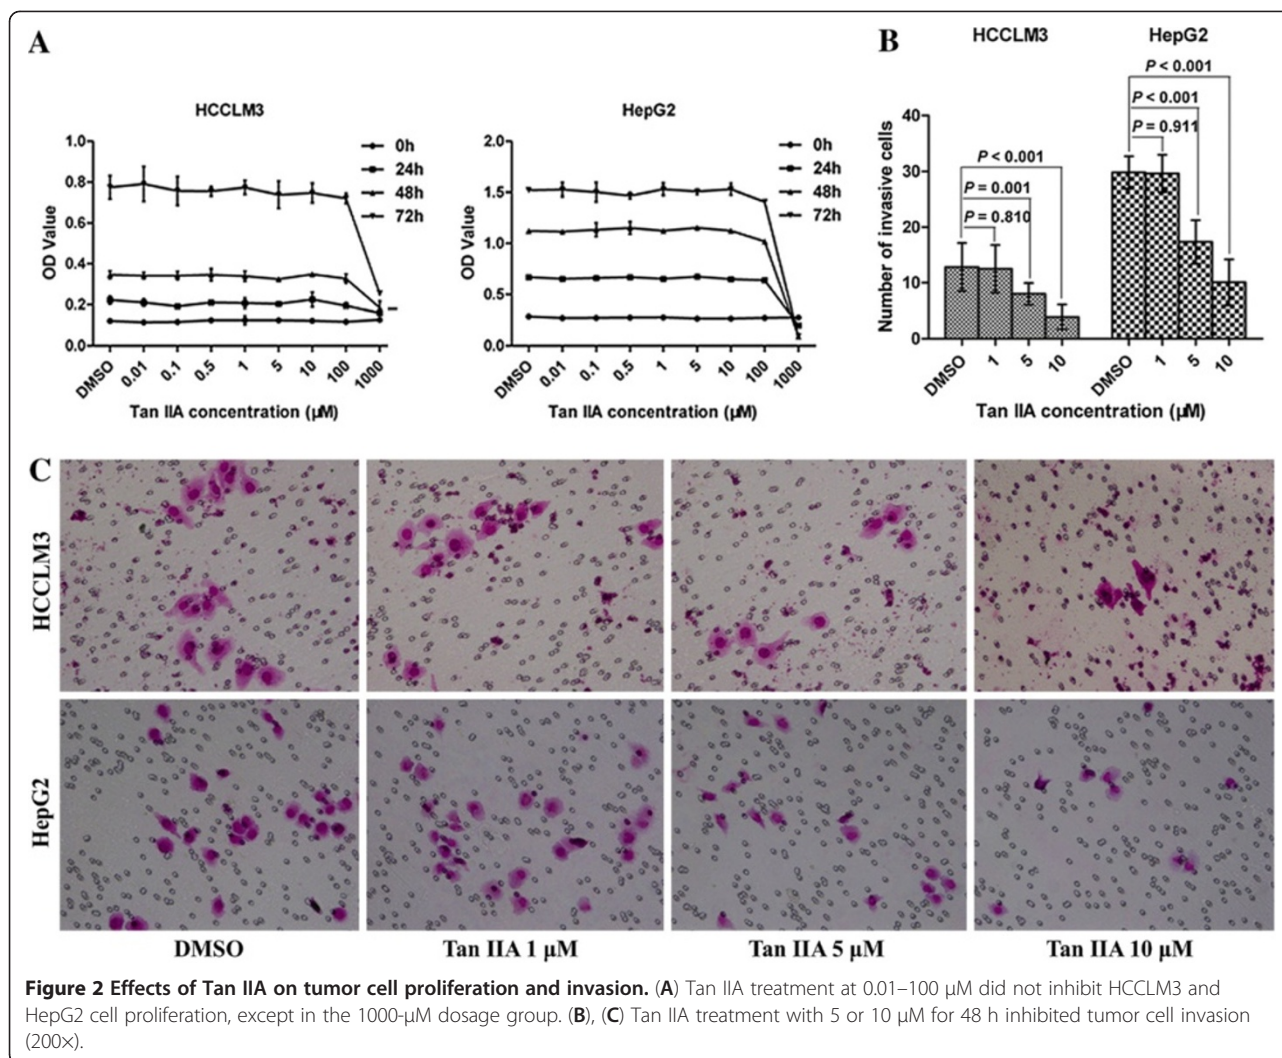 A
HCCLM3
OD Value
1.0
0.8
0.6
0.4
0.2
0.0
0h
24h
48h
72h
DMSO 0.01 0.1 0.5 1 5 10 100 1000
Tan IIA concentration (µM)
HepG2
OD Value
2.0
1.5
1.0
0.5
0.0
0h
24h
48h
72h
DMSO 0.01 0.1 0.5 1 5 10 100 1000
Tan IIA concentration (µM)
B
HCCLM3 HepG2
Number of invasive cells
40
30
20
10
0
P < 0.001
P = 0.001
P = 0.810
P < 0.001
P < 0.001
P = 0.911
DMSO 1 5 10 DMSO 1 5 10
Tan IIA concentration (µM)
C
HCCLM3
HepG2
DMSO Tan IIA 1 µM Tan IIA 5 µM Tan IIA 10 µM
Figure 2 Effects of Tan IIA on tumor cell proliferation and invasion. (A) Tan IIA treatment at 0.01–100 µM did not inhibit HCCLM3 and
HepG2 cell proliferation, except in the 1000-µM dosage group. (B), (C) Tan IIA treatment with 5 or 10 µM for 48 h inhibited tumor cell invasion
(200×).